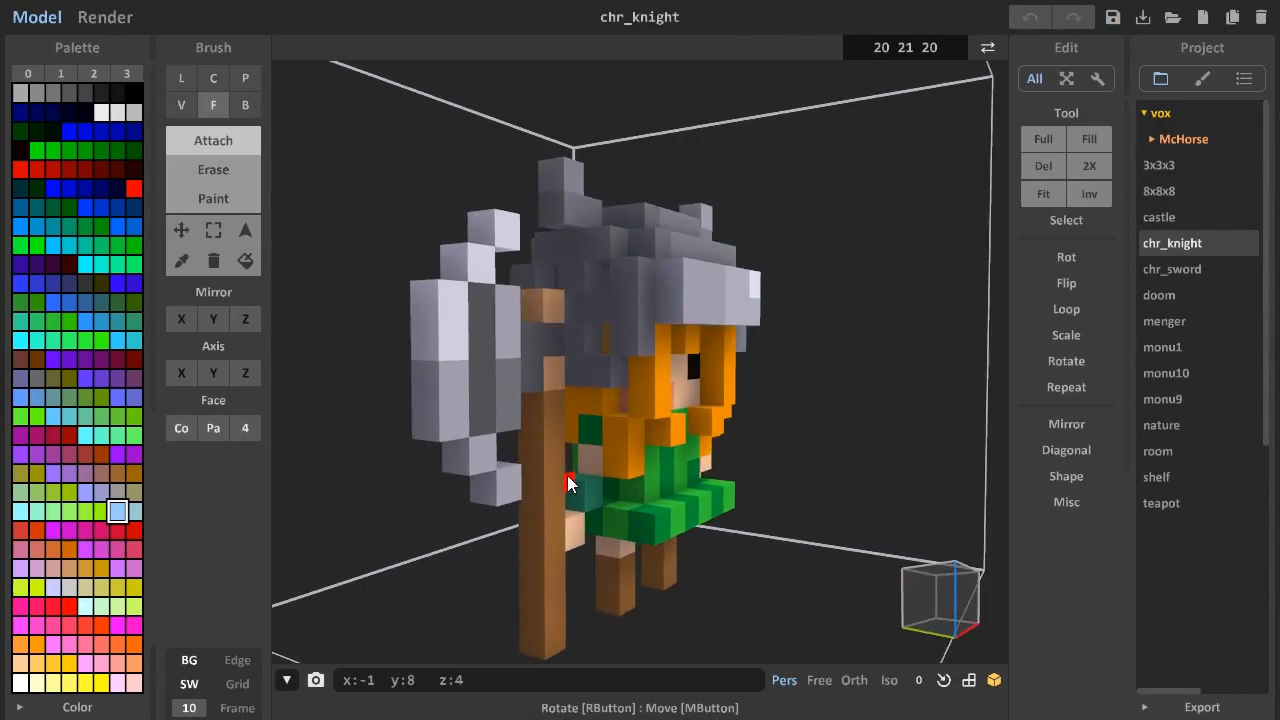 Model Render
chr_knight
Palette
0 1 2 3
Color
Brush
L C P
V F B
Attach
Erase
Paint
Mirror
X Y Z
Axis
X Y Z
Face
Co Pa 4
BG Edge
SW Grid
10 Frame
20 21 20
x:-1 y:8 z:4
Pers Free Orth Iso 0
Rotate [RButton] : Move [MButton]
Edit
All
Tool
Full Fill
Del 2X
Fit Inv
Select
Rot
Flip
Loop
Scale
Rotate
Repeat
Mirror
Diagonal
Shape
Misc
Project
vox
McHorse
3x3x3
8x8x8
castle
chr_knight
chr_sword
doom
menger
monu1
monu10
monu9
nature
room
shelf
teapot
Export